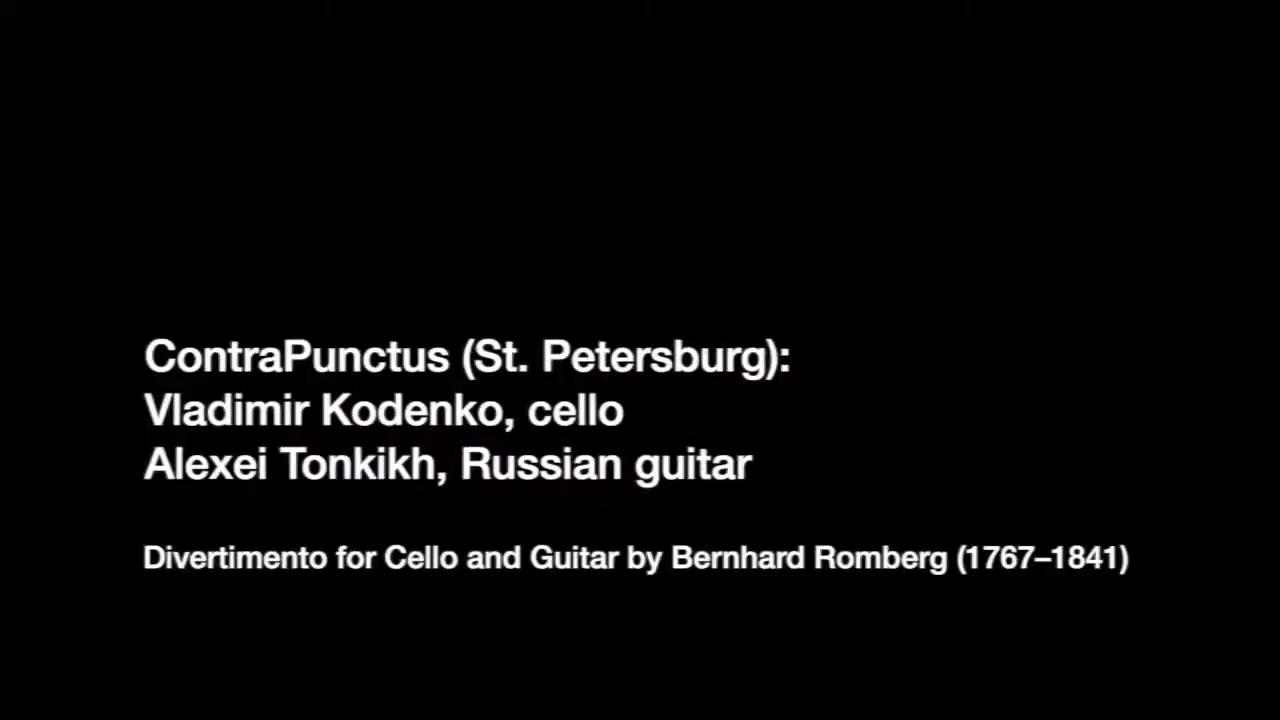 ContraPunctus (St. Petersburg):
Vladimir Kodenko, cello
Alexei Tonkikh, Russian guitar
Divertimento for Cello and Guitar by Bernhard Romberg (1767–1841)